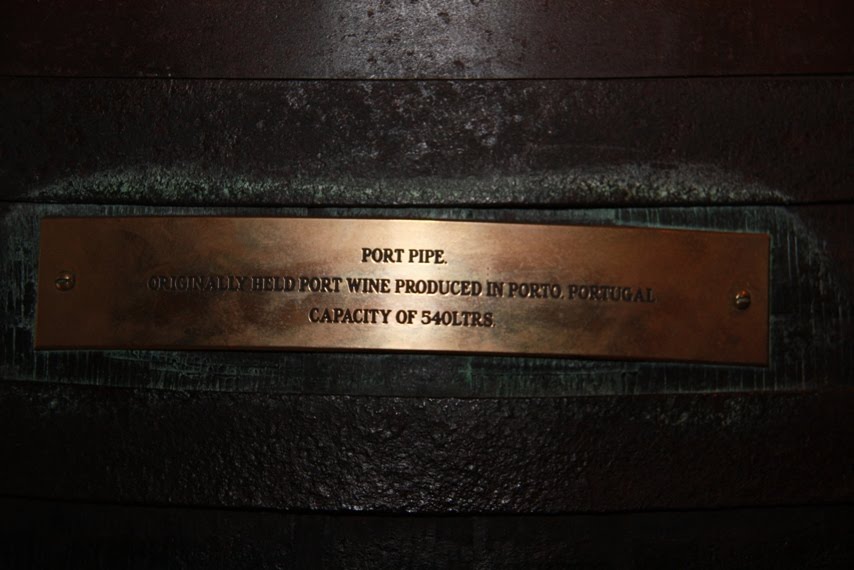 PORT PIPE.
ORIGINALLY HELD PORT WINE PRODUCED IN PORTO, PORTUGAL
CAPACITY OF 540LTRS